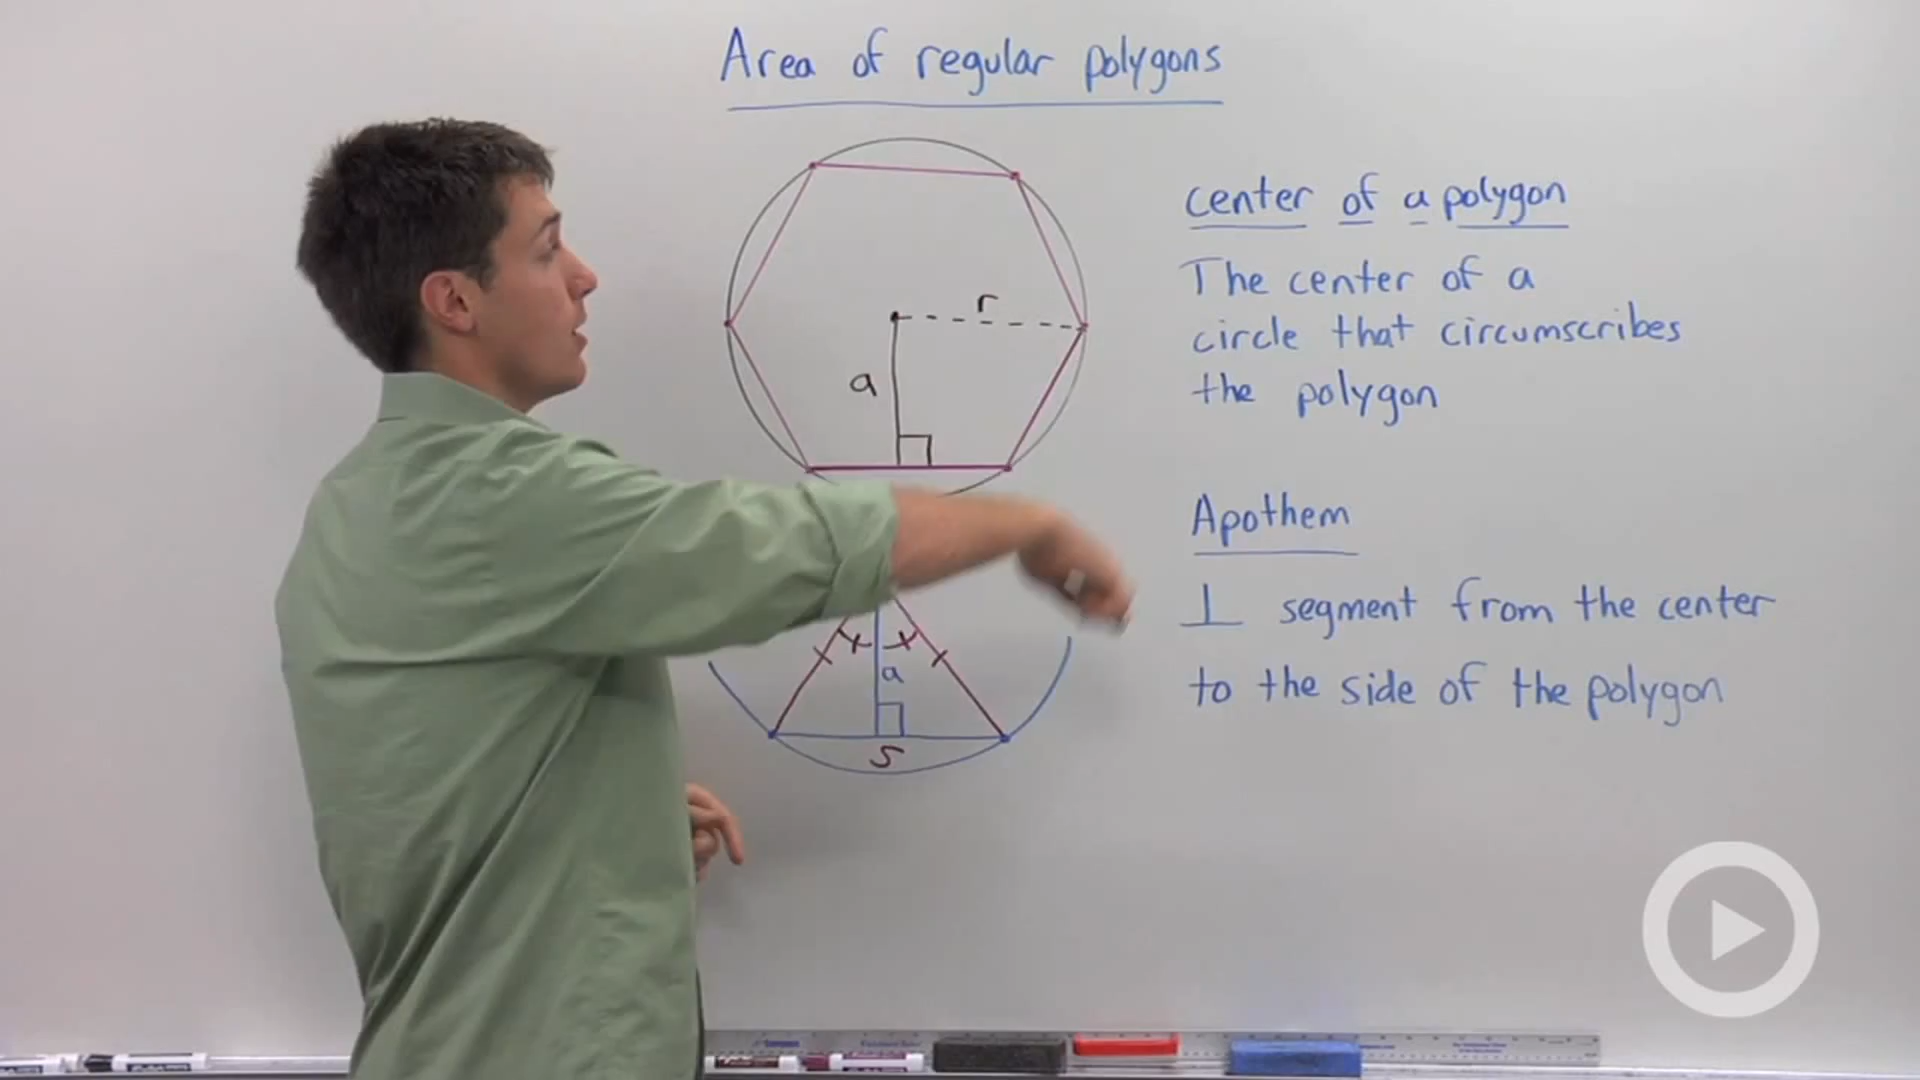 Area of regular polygons
r
a
a
s
center of a polygon
The center of a
circle that circumscribes
the polygon
Apothem
⊥ segment from the center
to the side of the polygon